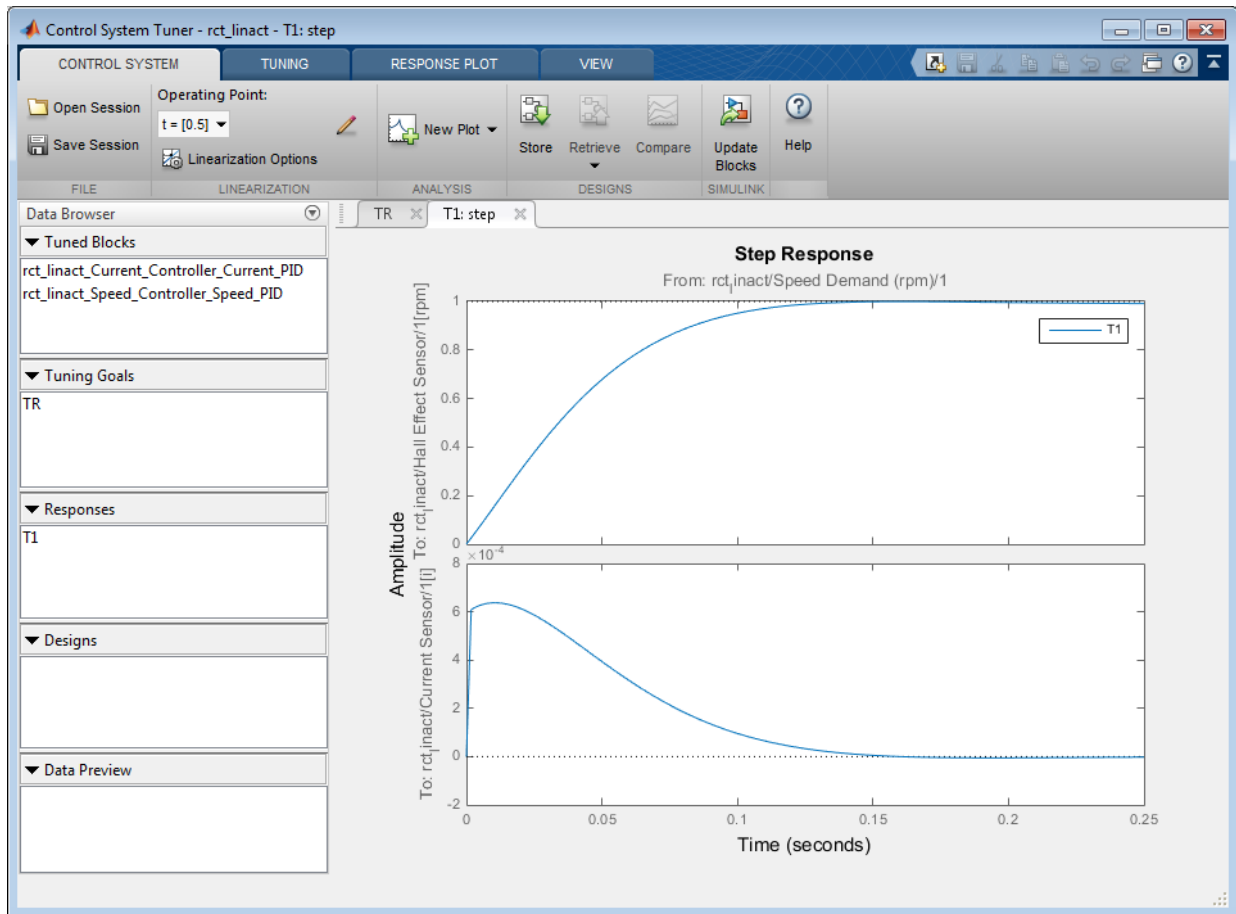 Control System Tuner - rct_linact - T1: step
CONTROL SYSTEM TUNING RESPONSE PLOT VIEW
Open Session
Save Session
FILE
Operating Point:
t = [0.5]
Linearization Options
LINEARIZATION
New Plot
ANALYSIS
Store Retrieve Compare
DESIGNS
Update
Blocks
SIMULINK
Help
Data Browser
Tuned Blocks
rct_linact_Current_Controller_Current_PID
rct_linact_Speed_Controller_Speed_PID
Tuning Goals
TR
Responses
T1
Designs
Data Preview
TR T1: step
Step Response
From: rctlinact/Speed Demand (rpm)/1
Amplitude
To: rctlinact/Hall Effect Sensor/1[rpm]
1
0.8
0.6
0.4
0.2
0
T1
To: rctlinact/Current Sensor/1[i]
×10-4
8
6
4
2
0
-2
0 0.05 0.1 0.15 0.2 0.25
Time (seconds)